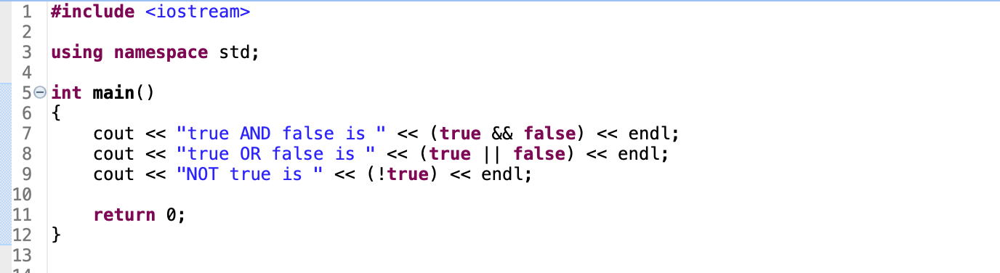 1 #include <iostream>
2
3 using namespace std;
4
5 int main()
6 {
7     cout << "true AND false is " << (true && false) << endl;
8     cout << "true OR false is " << (true || false) << endl;
9     cout << "NOT true is " << (!true) << endl;
10
11     return 0;
12 }
13